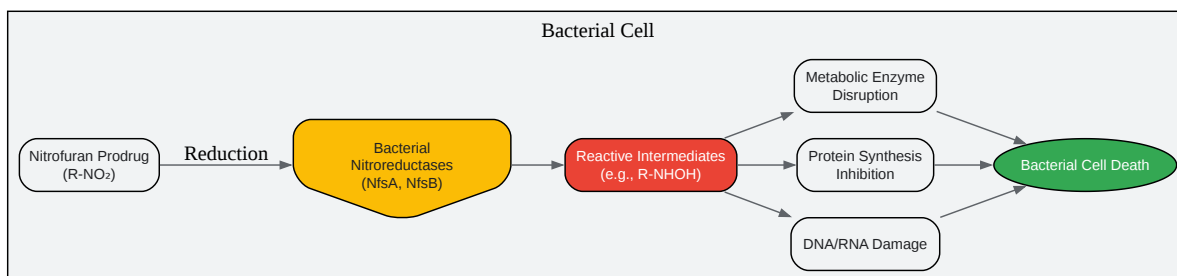 Bacterial Cell
Nitrofuran Prodrug
(R-NO₂)
Reduction
Bacterial
Nitroreductases
(NfsA, NfsB)
Reactive Intermediates
(e.g., R-NHOH)
Metabolic Enzyme
Disruption
Protein Synthesis
Inhibition
DNA/RNA Damage
Bacterial Cell Death